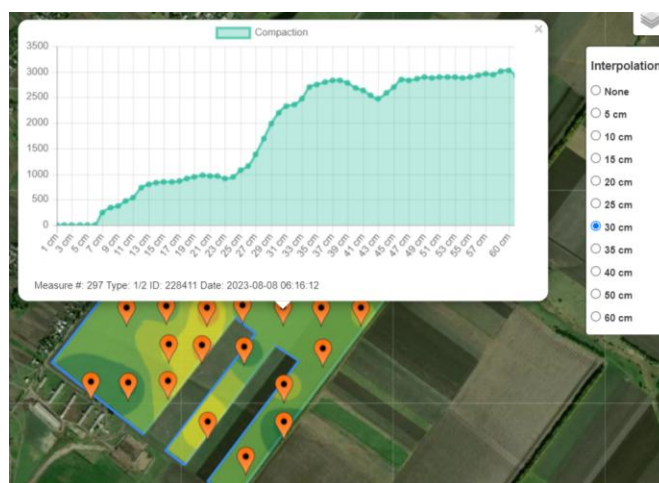 Compaction
×
3500
3000
2500
2000
1500
1000
500
0
1 cm
3 cm
5 cm
7 cm
9 cm
11 cm
13 cm
15 cm
17 cm
19 cm
21 cm
23 cm
25 cm
27 cm
29 cm
31 cm
33 cm
35 cm
37 cm
39 cm
41 cm
43 cm
45 cm
47 cm
49 cm
51 cm
53 cm
55 cm
57 cm
60 cm
Measure #: 297 Type: 1/2 ID: 228411 Date: 2023-08-08 06:16:12
Interpolation
None
5 cm
10 cm
15 cm
20 cm
25 cm
30 cm
35 cm
40 cm
50 cm
60 cm